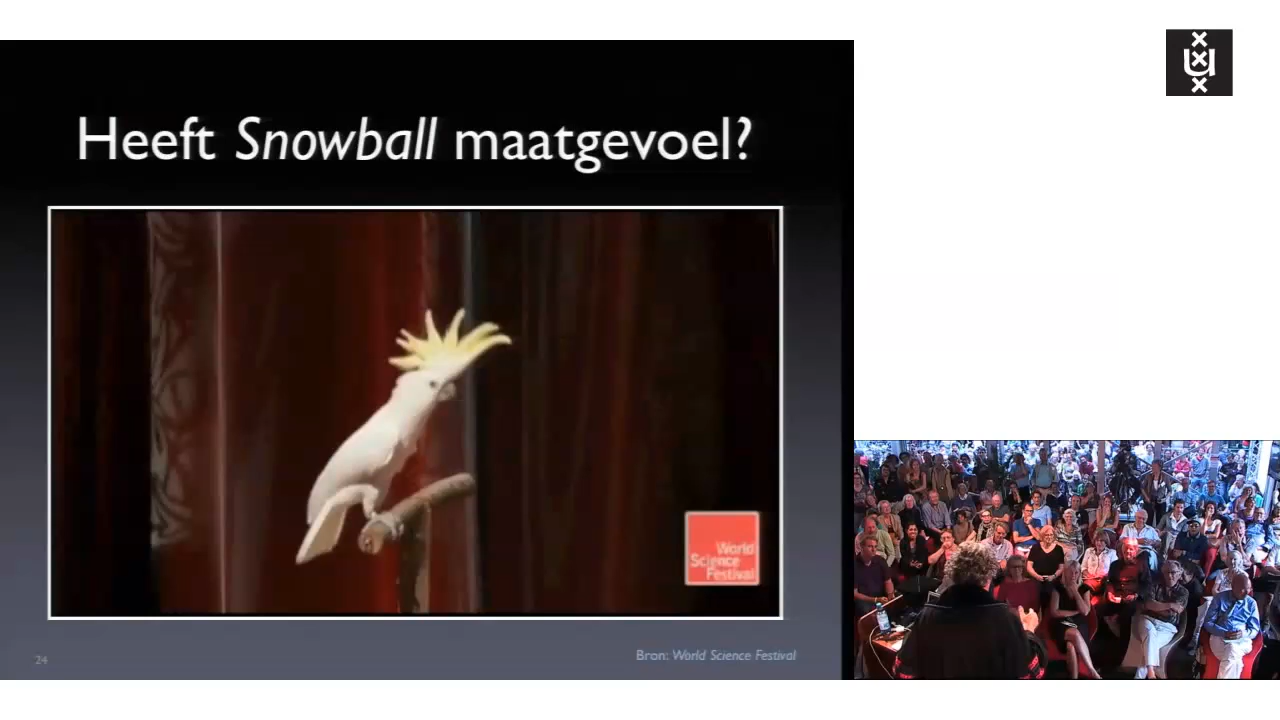 Heeft Snowball maatgevoel?
World
Science
Festival
24
Bron: World Science Festival
U